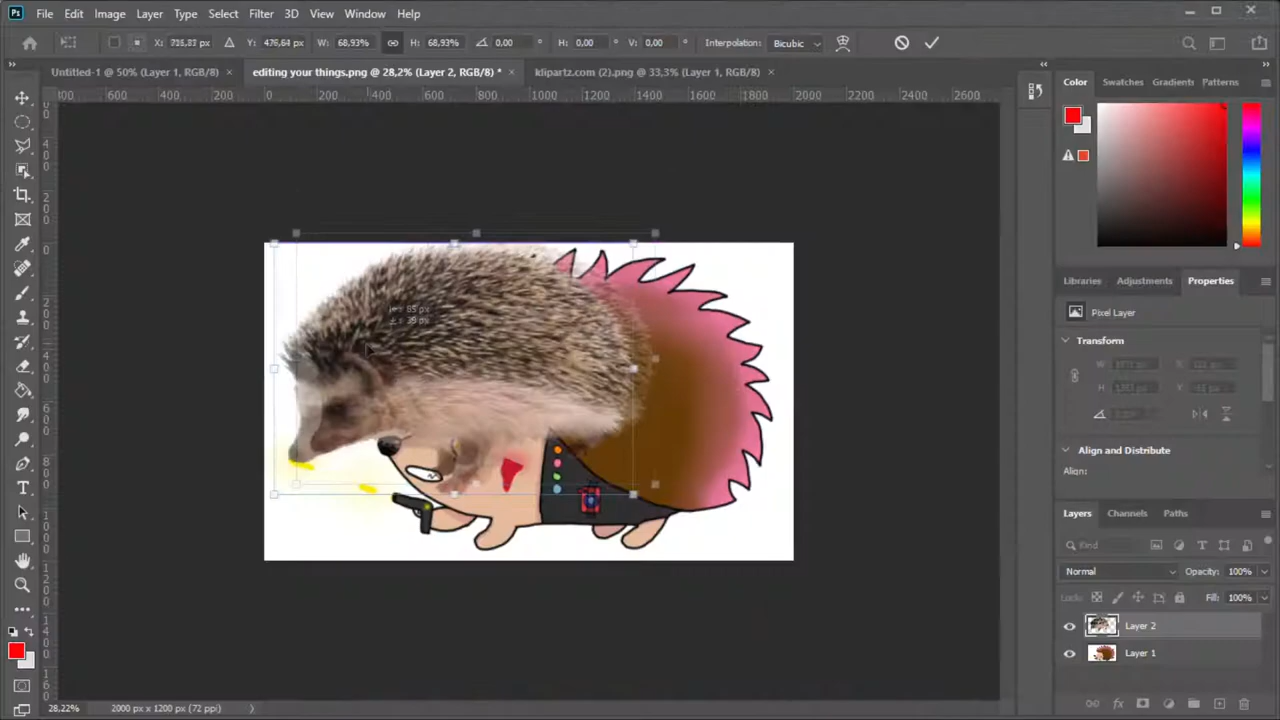 Ps File Edit Image Layer Type Select Filter 3D View Window Help
X: 735,83 px Y: 476,64 px W: 68,93% H: 68,93% 0,00 ° H: 0,00 ° V: 0,00 ° Interpolation: Bicubic
Untitled-1 @ 50% (Layer 1, RGB/8) × editing your things.png @ 28,2% (Layer 2, RGB/8) * × klipartz.com (2).png @ 33,3% (Layer 1, RGB/8) ×
600 400 200 0 200 400 600 800 1000 1200 1400 1600 1800 2000 2200 2400 2600
Color Swatches Gradients Patterns
Libraries Adjustments Properties
Pixel Layer
Transform
W: X:
H: Y:
Align and Distribute
Align:
Layers Channels Paths
Kind
Normal Opacity: 100%
Lock: Fill: 100%
Layer 2
Layer 1
fx
28,22% 2000 px x 1200 px (72 ppi)